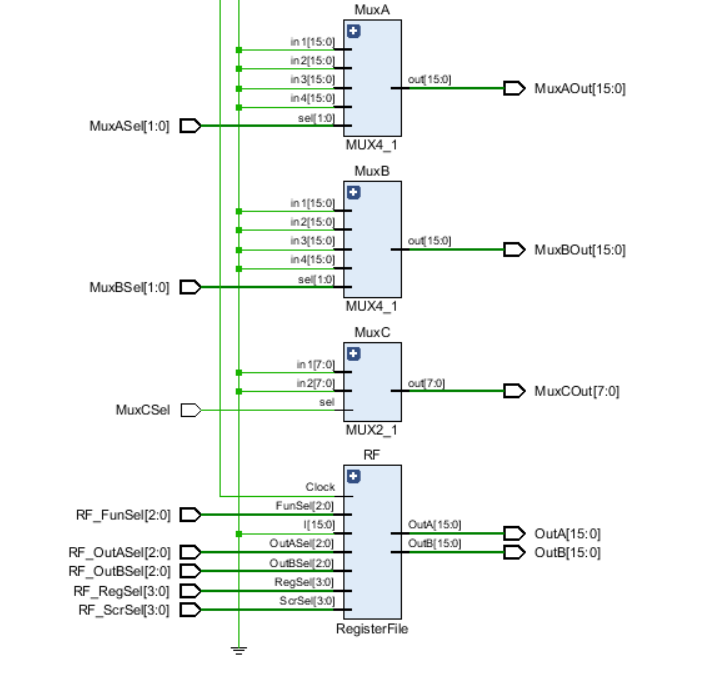 MuxA
in1[15:0]
in2[15:0]
in3[15:0]
in4[15:0]
sel[1:0]
out[15:0]
MuxASel[1:0]
MuxAOut[15:0]
MUX4_1
MuxB
in1[15:0]
in2[15:0]
in3[15:0]
in4[15:0]
sel[1:0]
out[15:0]
MuxBSel[1:0]
MuxBOut[15:0]
MUX4_1
MuxC
in1[7:0]
in2[7:0]
sel
out[7:0]
MuxCSel
MuxCOut[7:0]
MUX2_1
RF
Clock
FunSel[2:0]
I[15:0]
OutASel[2:0]
OutBSel[2:0]
RegSel[3:0]
ScrSel[3:0]
OutA[15:0]
OutB[15:0]
RF_FunSel[2:0]
RF_OutASel[2:0]
RF_OutBSel[2:0]
RF_RegSel[3:0]
RF_ScrSel[3:0]
OutA[15:0]
OutB[15:0]
RegisterFile